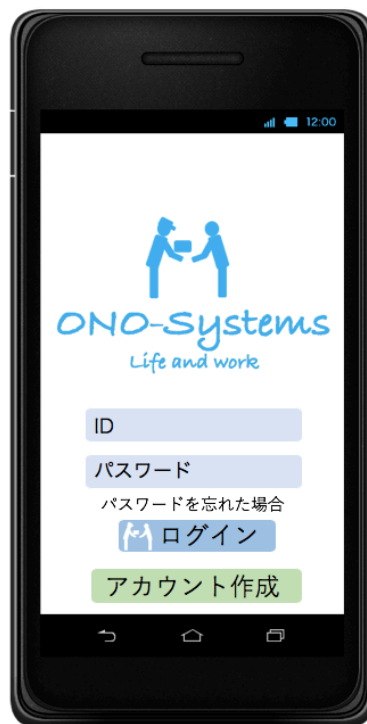 12:00
ONO-Systems
Life and work
ID
パスワード
パスワードを忘れた場合
ログイン
アカウント作成